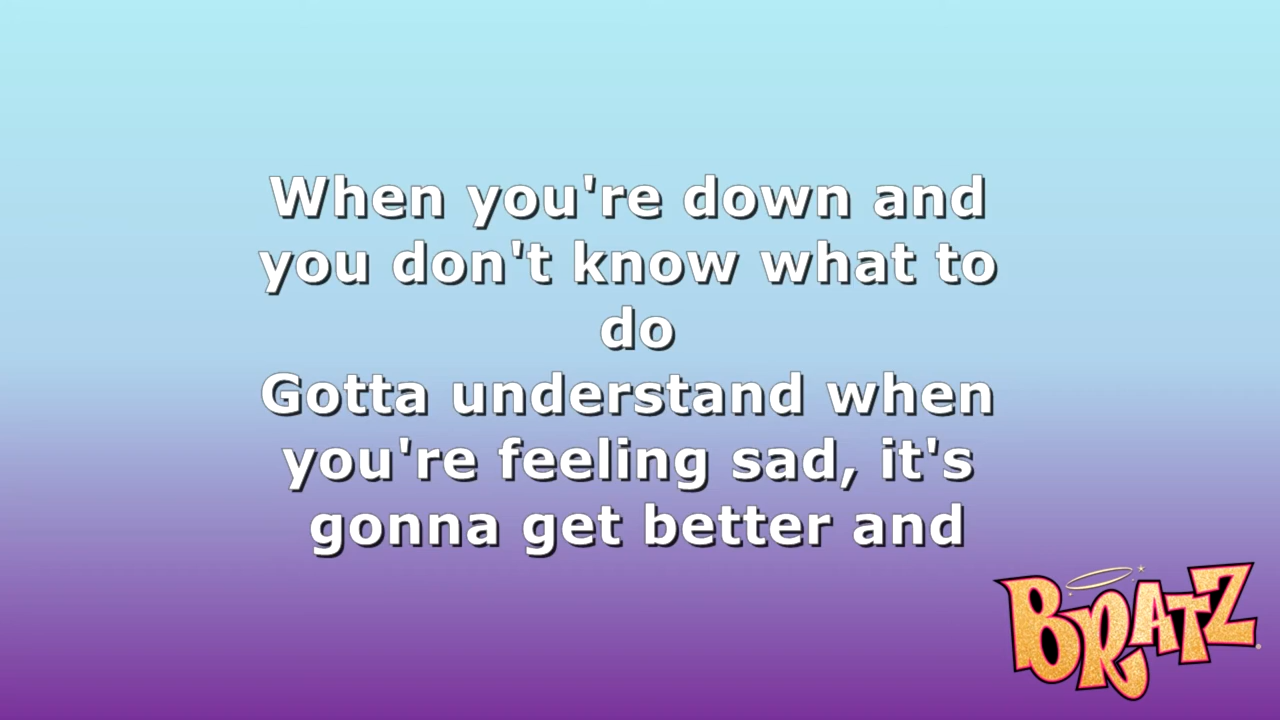 When you're down and
you don't know what to
do
Gotta understand when
you're feeling sad, it's
gonna get better and
BRATZ